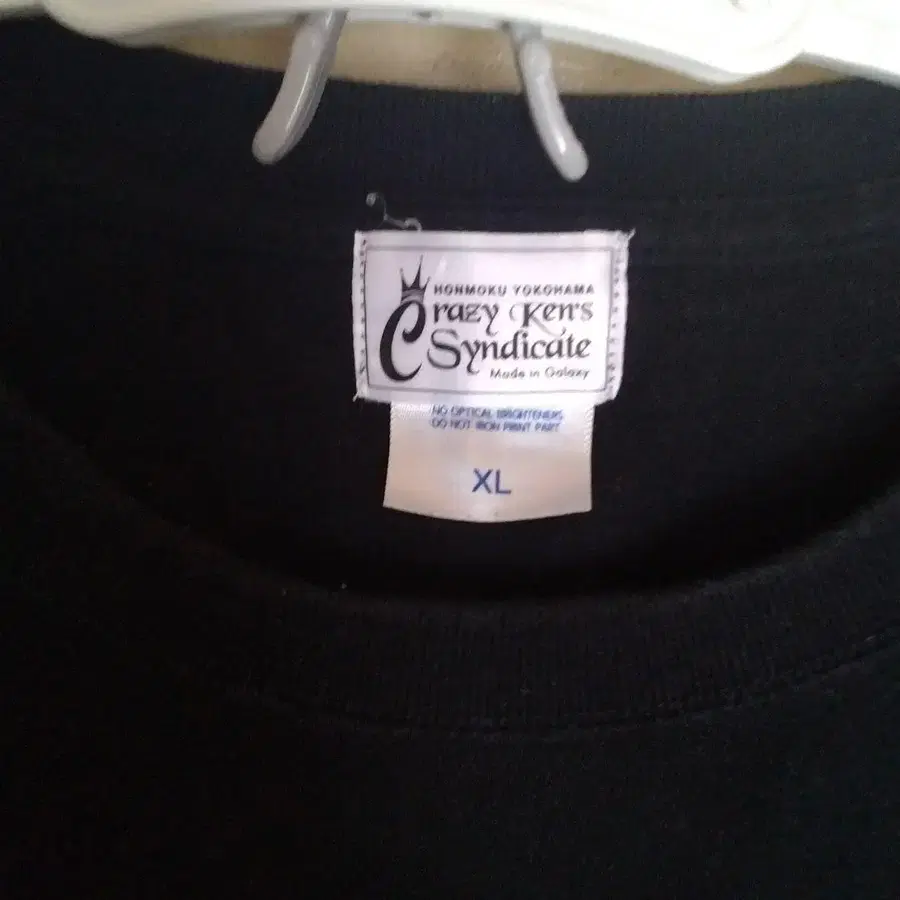 HONMOKU YOKOHAMA
Crazy Ken's
Syndicate
Made in Galaxy
NO OPTICAL BRIGHTENERS
DO NOT IRON PRINT PART
XL